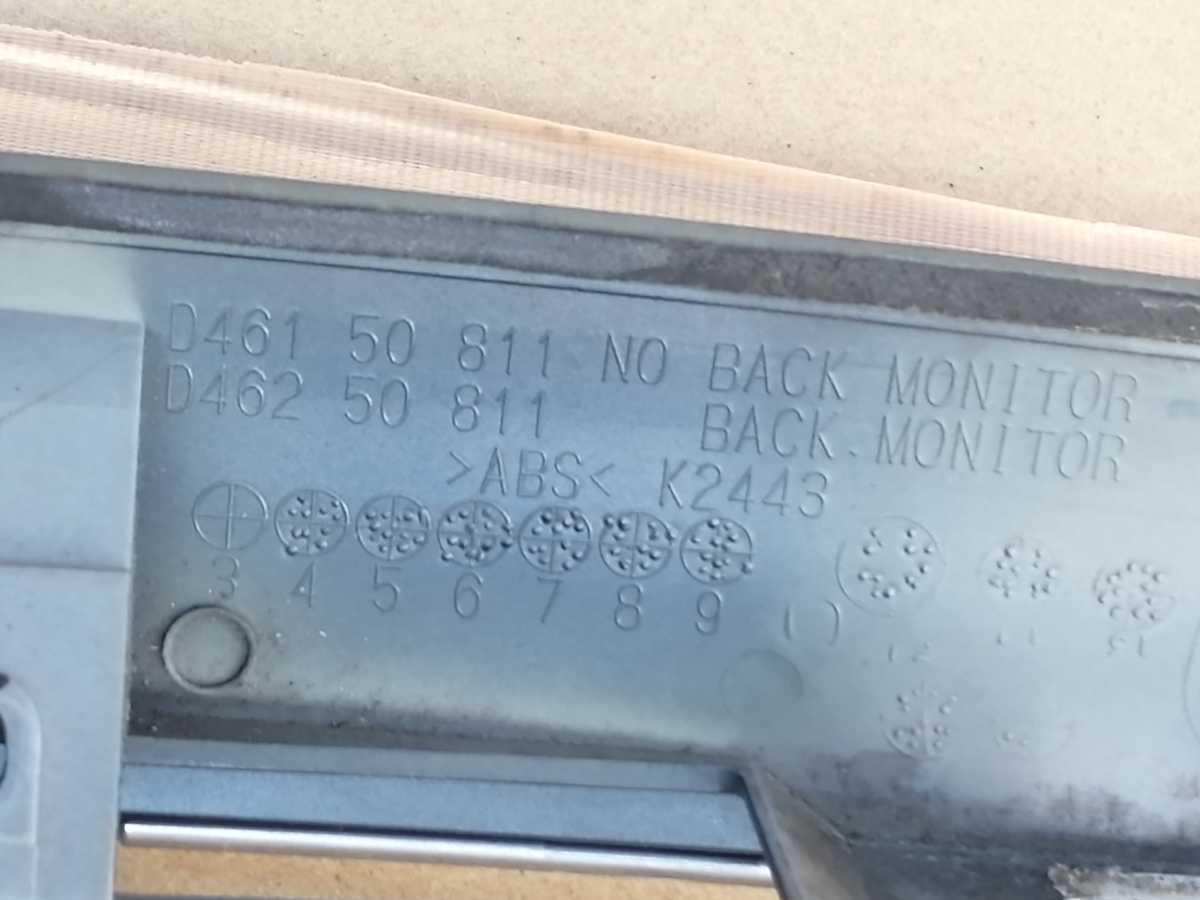 D461 50 811 NO BACK MONITOR
D462 50 811 BACK MONITOR
>ABS< K2443
3 4 5 6 7 8 9